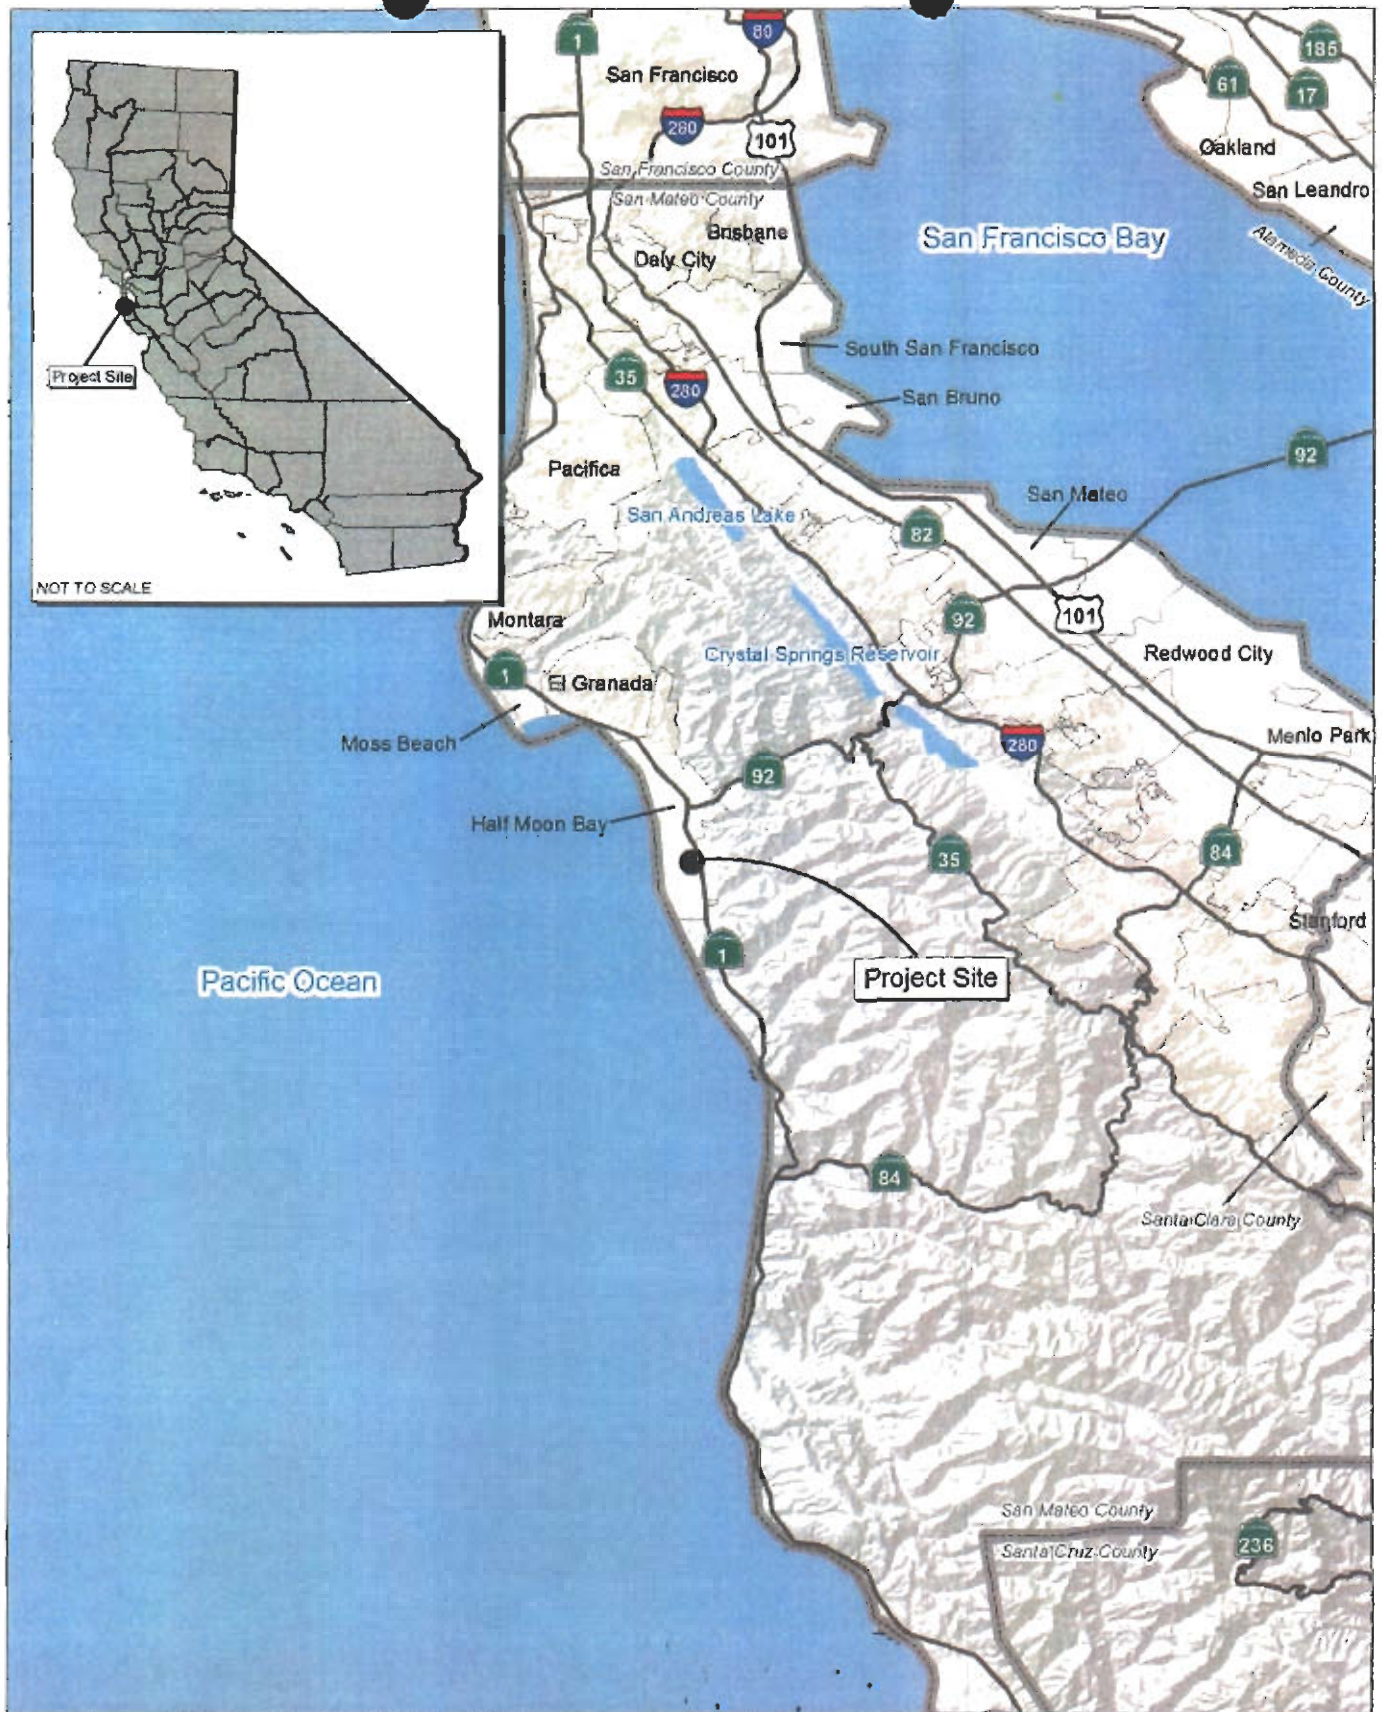 1
80
185
San Francisco
61
17
280
101
Oakland
San Francisco County
San Leandro
San Mateo County
Brisbane
San Francisco Bay
Alameda County
Daly City
South San Francisco
35
280
Project Site
San Bruno
92
Pacifica
San Mateo
San Andreas Lake
82
NOT TO SCALE
92
101
Montara
Crystal Springs Reservoir
Redwood City
1
El Granada
Moss Beach
280
Menlo Park
92
Half Moon Bay
35
84
Stanford
1
Project Site
Pacific Ocean
84
Santa Clara County
San Mateo County
236
Santa Cruz County